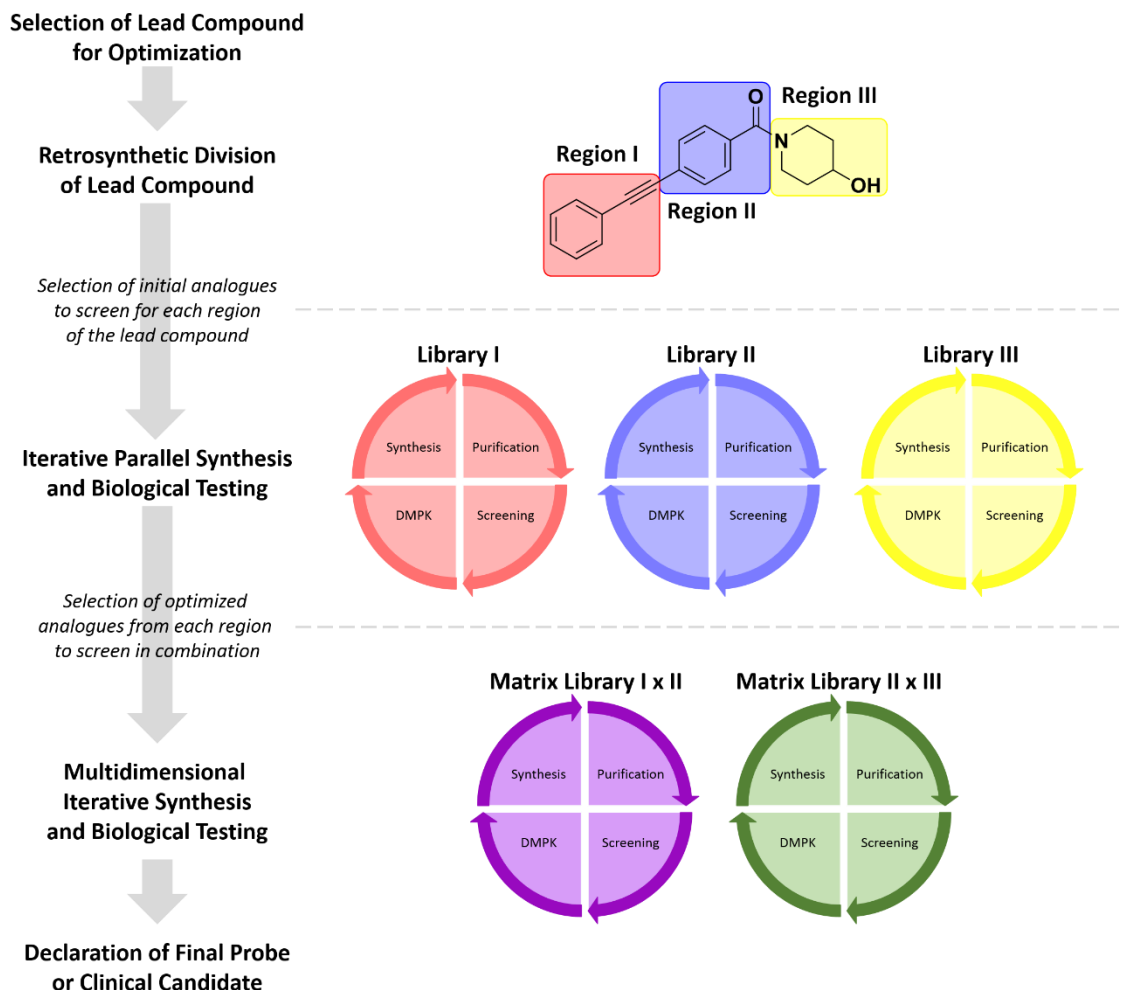 Selection of Lead Compound
for Optimization
Retrosynthetic Division
of Lead Compound
Region I
Region II
Region III
O
N
OH
Selection of initial analogues
to screen for each region
of the lead compound
Library I
Library II
Library III
Synthesis
Purification
DMPK
Screening
Synthesis
Purification
DMPK
Screening
Synthesis
Purification
DMPK
Screening
Iterative Parallel Synthesis
and Biological Testing
Selection of optimized
analogues from each region
to screen in combination
Matrix Library I x II
Matrix Library II x III
Synthesis
Purification
DMPK
Screening
Synthesis
Purification
DMPK
Screening
Multidimensional
Iterative Synthesis
and Biological Testing
Declaration of Final Probe
or Clinical Candidate